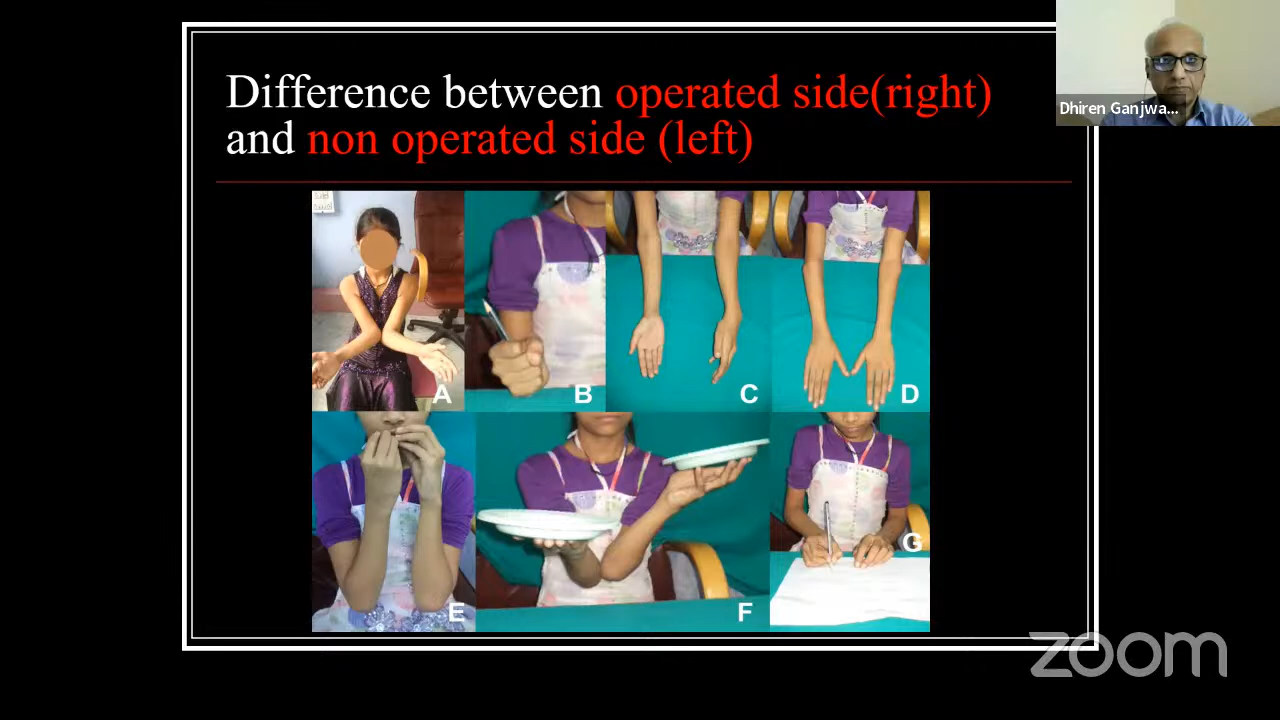 Difference between operated side(right)
and non operated side (left)
Dhiren Ganjwa...
A
B
C
D
E
F
G
zoom